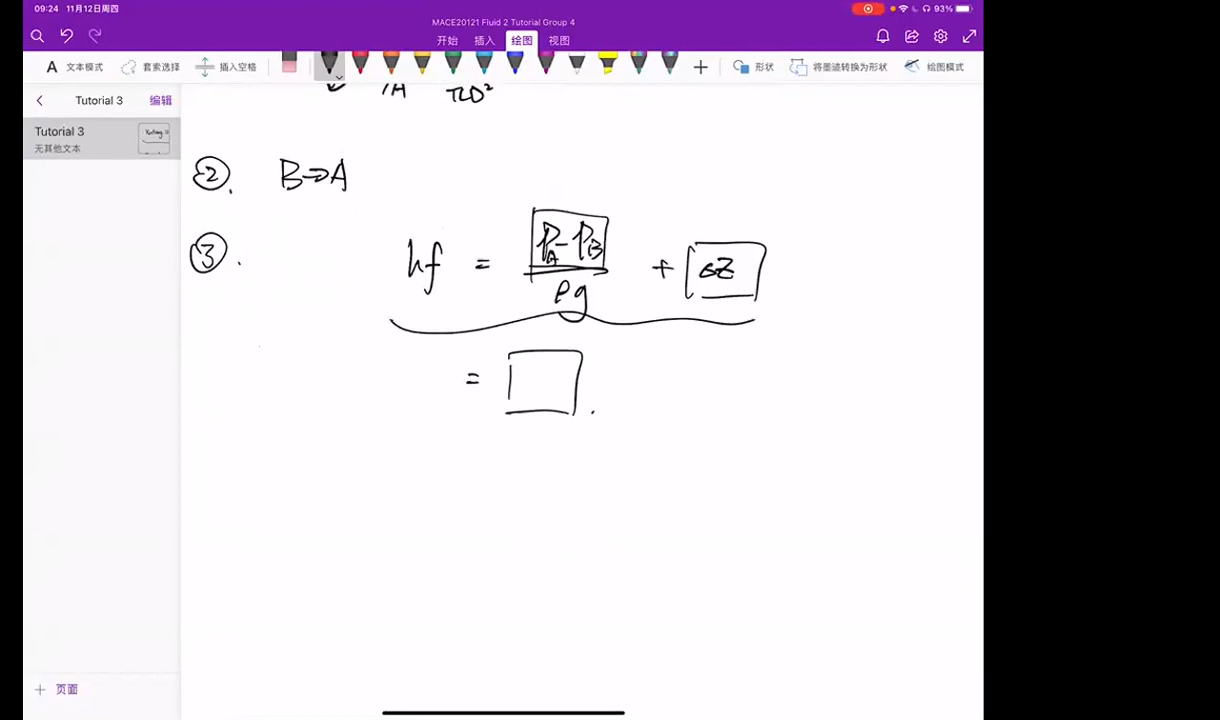 09:24 11月12日周四
93%
MACE20121 Fluid 2 Tutorial Group 4
开始 插入 绘图 视图
文本模式 套索选择 插入空格 形状 将墨迹转换为形状 绘图模式
Tutorial 3 编辑
Tutorial 3
无其他文本
πD²
②. B→A
③. hf = (P_A - P_B)/ρg + ΔZ
= □.
页面